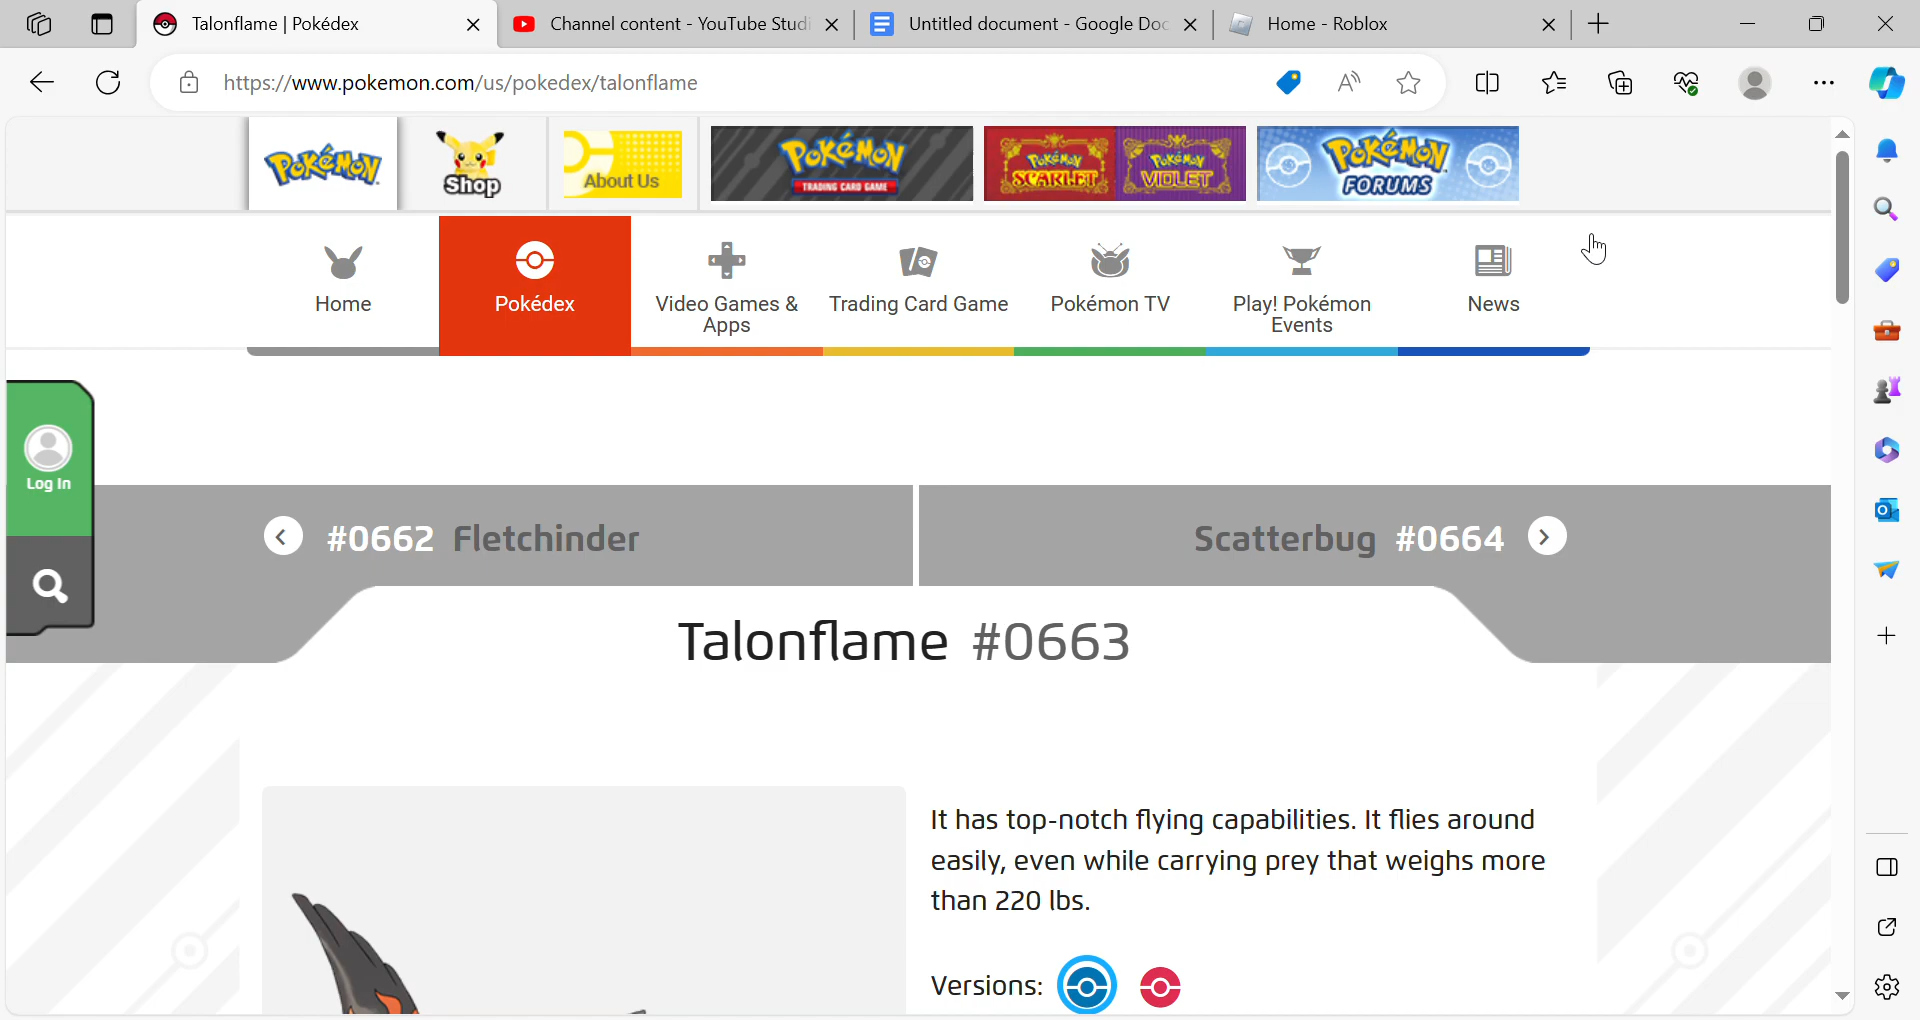 Talonflame | Pokédex
Channel content - YouTube Studi
Untitled document - Google Doc
Home - Roblox
https://www.pokemon.com/us/pokedex/talonflame
POKéMON
Shop
About Us
POKéMON
TRADING CARD GAME
POKéMON
SCARLET
POKéMON
VIOLET
POKéMON
FORUMS
Home
Pokédex
Video Games &
Apps
Trading Card Game
Pokémon TV
Play! Pokémon
Events
News
Log In
#0662 Fletchinder
Scatterbug #0664
Talonflame #0663
It has top-notch flying capabilities. It flies around
easily, even while carrying prey that weighs more
than 220 lbs.
Versions: